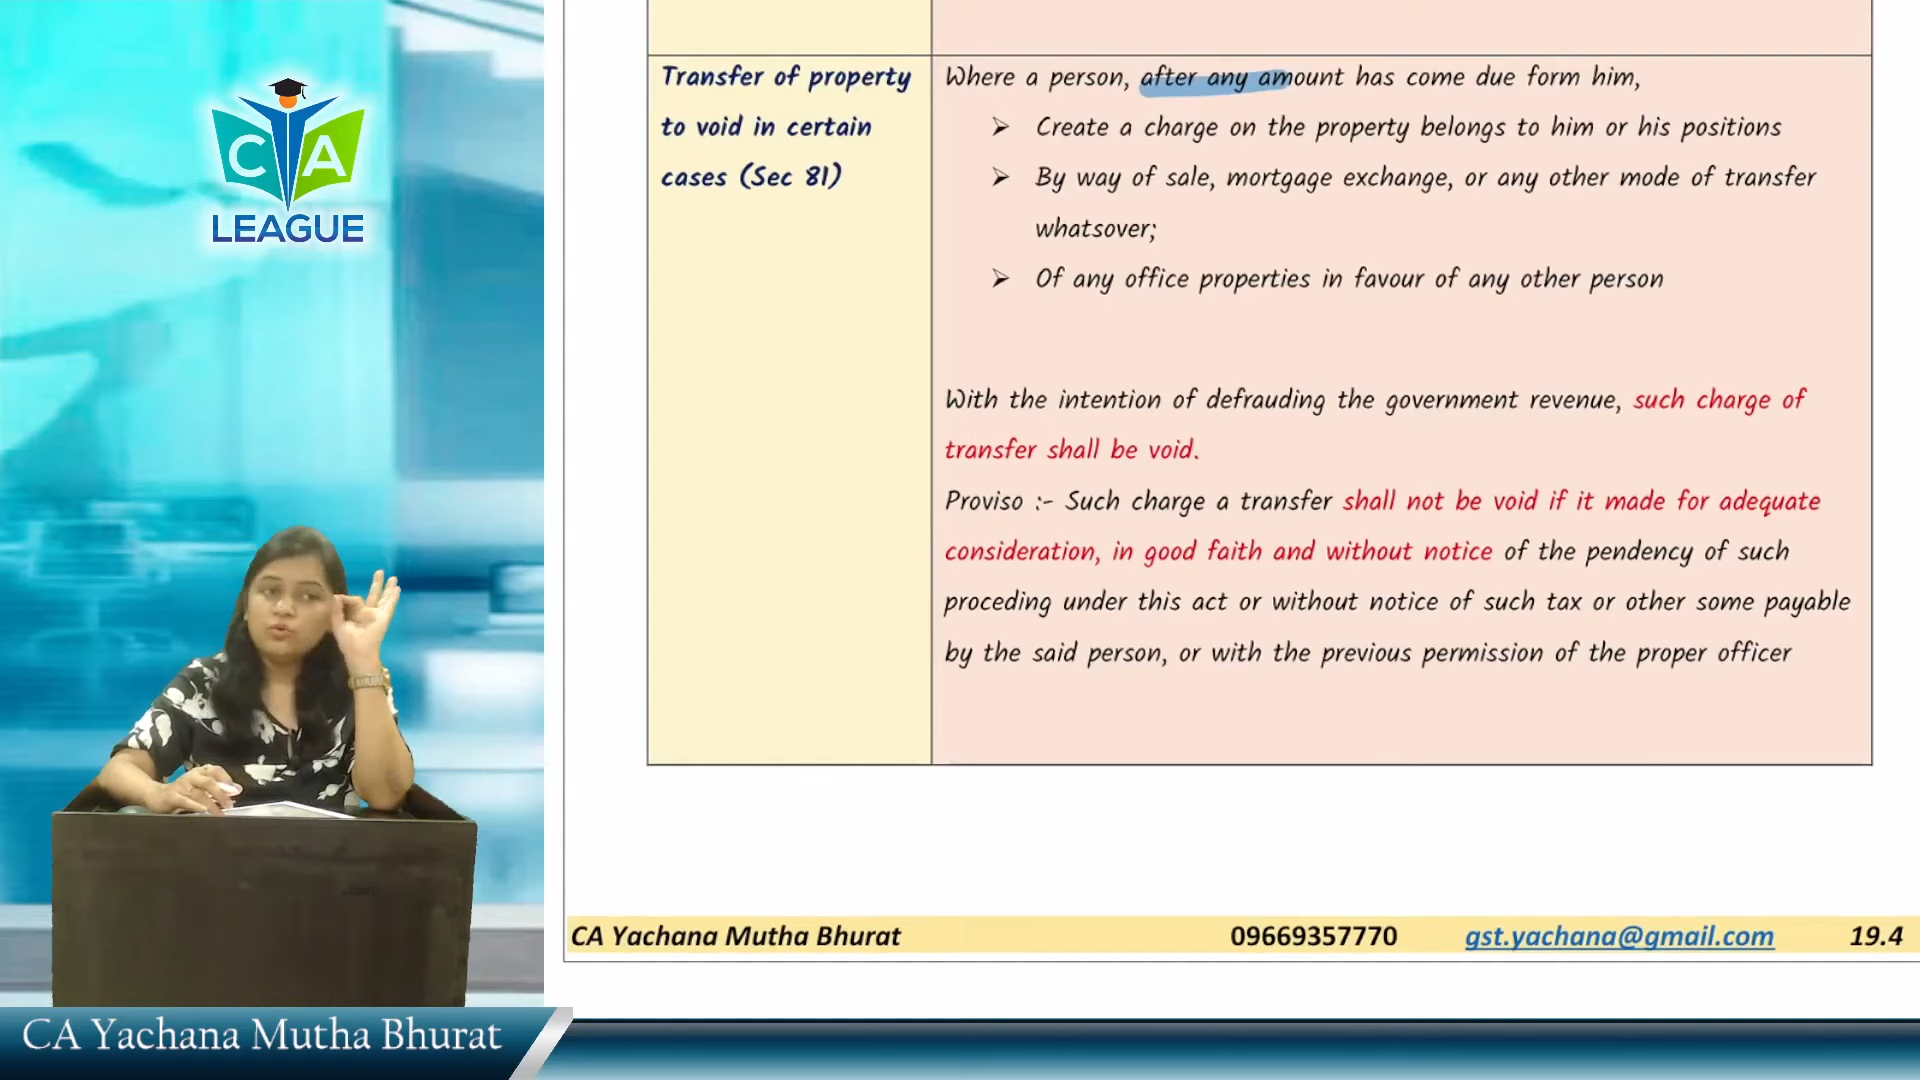 CA
LEAGUE
Transfer of property
to void in certain
cases (Sec 81)
Where a person, after any amount has come due form him,
➢ Create a charge on the property belongs to him or his positions
➢ By way of sale, mortgage exchange, or any other mode of transfer
whatsover;
➢ Of any office properties in favour of any other person
With the intention of defrauding the government revenue, such charge of
transfer shall be void.
Proviso :- Such charge a transfer shall not be void if it made for adequate
consideration, in good faith and without notice of the pendency of such
proceding under this act or without notice of such tax or other some payable
by the said person, or with the previous permission of the proper officer
CA Yachana Mutha Bhurat 09669357770 gst.yachana@gmail.com 19.4
CA Yachana Mutha Bhurat